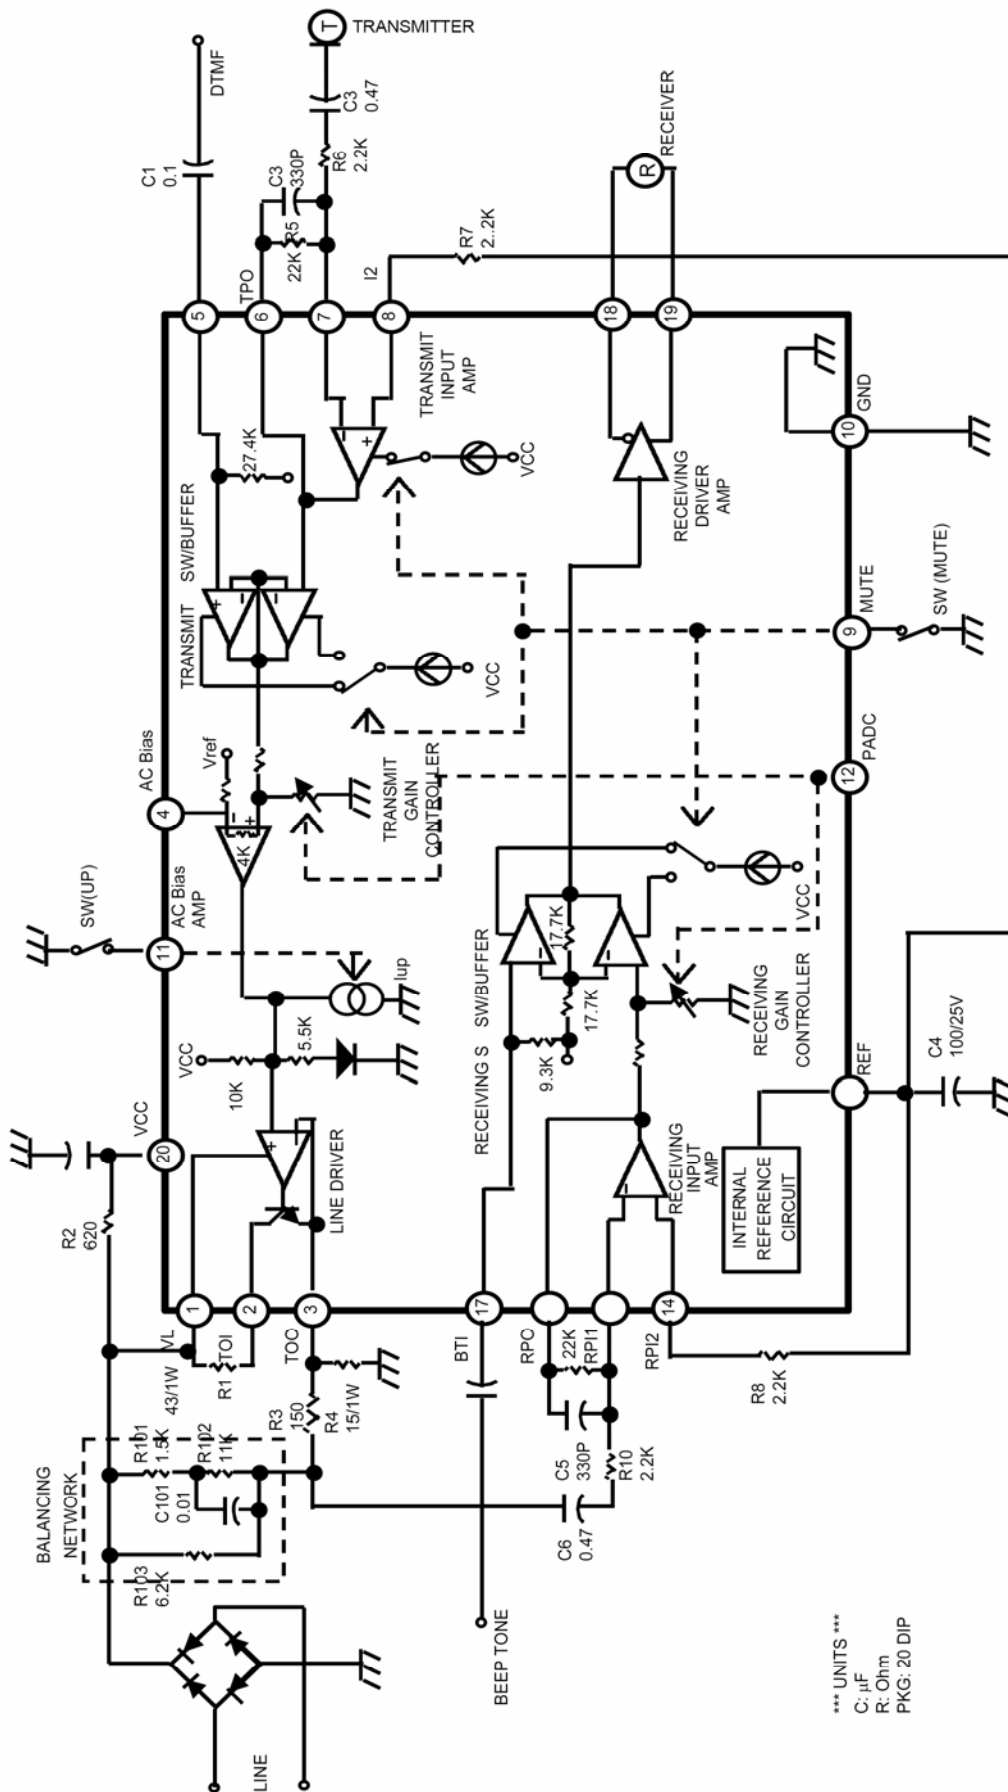 LINE
BALANCING
NETWORK
R103
6.2K
R101
1.5K
C101
0.01
R102
11K
R2
620
VL
43/1W
R1
TOI
TOO
R3
150
R4
15/1W
BEEP TONE
BTI
C6
0.47
C5
330P
R10
2.2K
RPO
22K
RPI1
RPI2
R8
2.2K
1
2
3
17
14
20
VCC
SW(UP)
11
AC Bias
AMP
4
AC Bias
VCC
10K
5.5K
Iup
LINE DRIVER
+
4K
−
+
Vref
TRANSMIT
GAIN
CONTROLLER
TRANSMIT
SW/BUFFER
+
−
−
27.4K
VCC
−
+
TRANSMIT
INPUT
AMP
VCC
5
6
7
8
TPO
I2
C1
0.1
DTMF
C3
330P
R5
22K
R6
2.2K
C3
0.47
T
TRANSMITTER
R7
2..2K
RECEIVING S
SW/BUFFER
9.3K
17.7K
17.7K
−
−
VCC
RECEIVING
GAIN
CONTROLLER
RECEIVING
INPUT
AMP
−
RECEIVING
DRIVER
AMP
18
19
R
RECEIVER
INTERNAL
REFERENCE
CIRCUIT
REF
C4
100/25V
12
PADC
9
MUTE
SW (MUTE)
10
GND
*** UNITS ***
C: μF
R: Ohm
PKG: 20 DIP